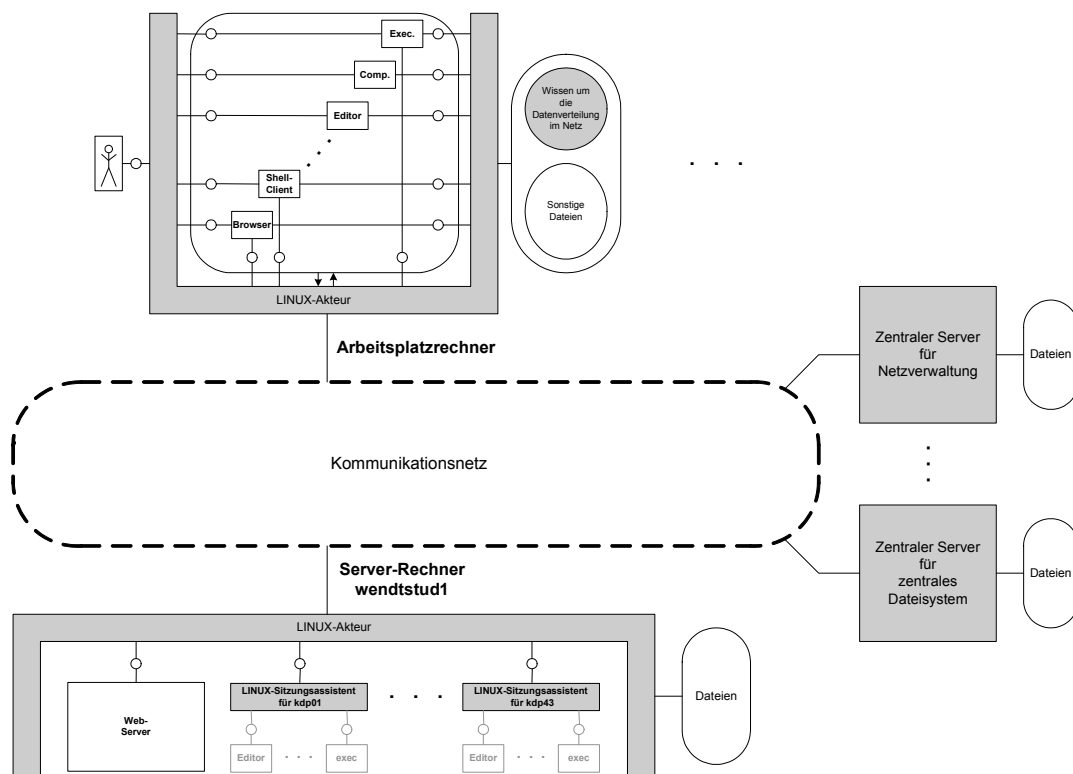 Exec.
Comp.
Editor
Shell-
Client
Browser
LINUX-Akteur
Wissen um
die
Datenverteilung
im Netz
Sonstige
Dateien
Arbeitsplatzrechner
Kommunikationsnetz
Zentraler Server
für
Netzverwaltung
Dateien
Zentraler Server
für
zentrales
Dateisystem
Dateien
Server-Rechner
wendtstud1
LINUX-Akteur
Web-
Server
LINUX-Sitzungsassistent
für kdp01
Editor
exec
LINUX-Sitzungsassistent
für kdp43
Editor
exec
Dateien